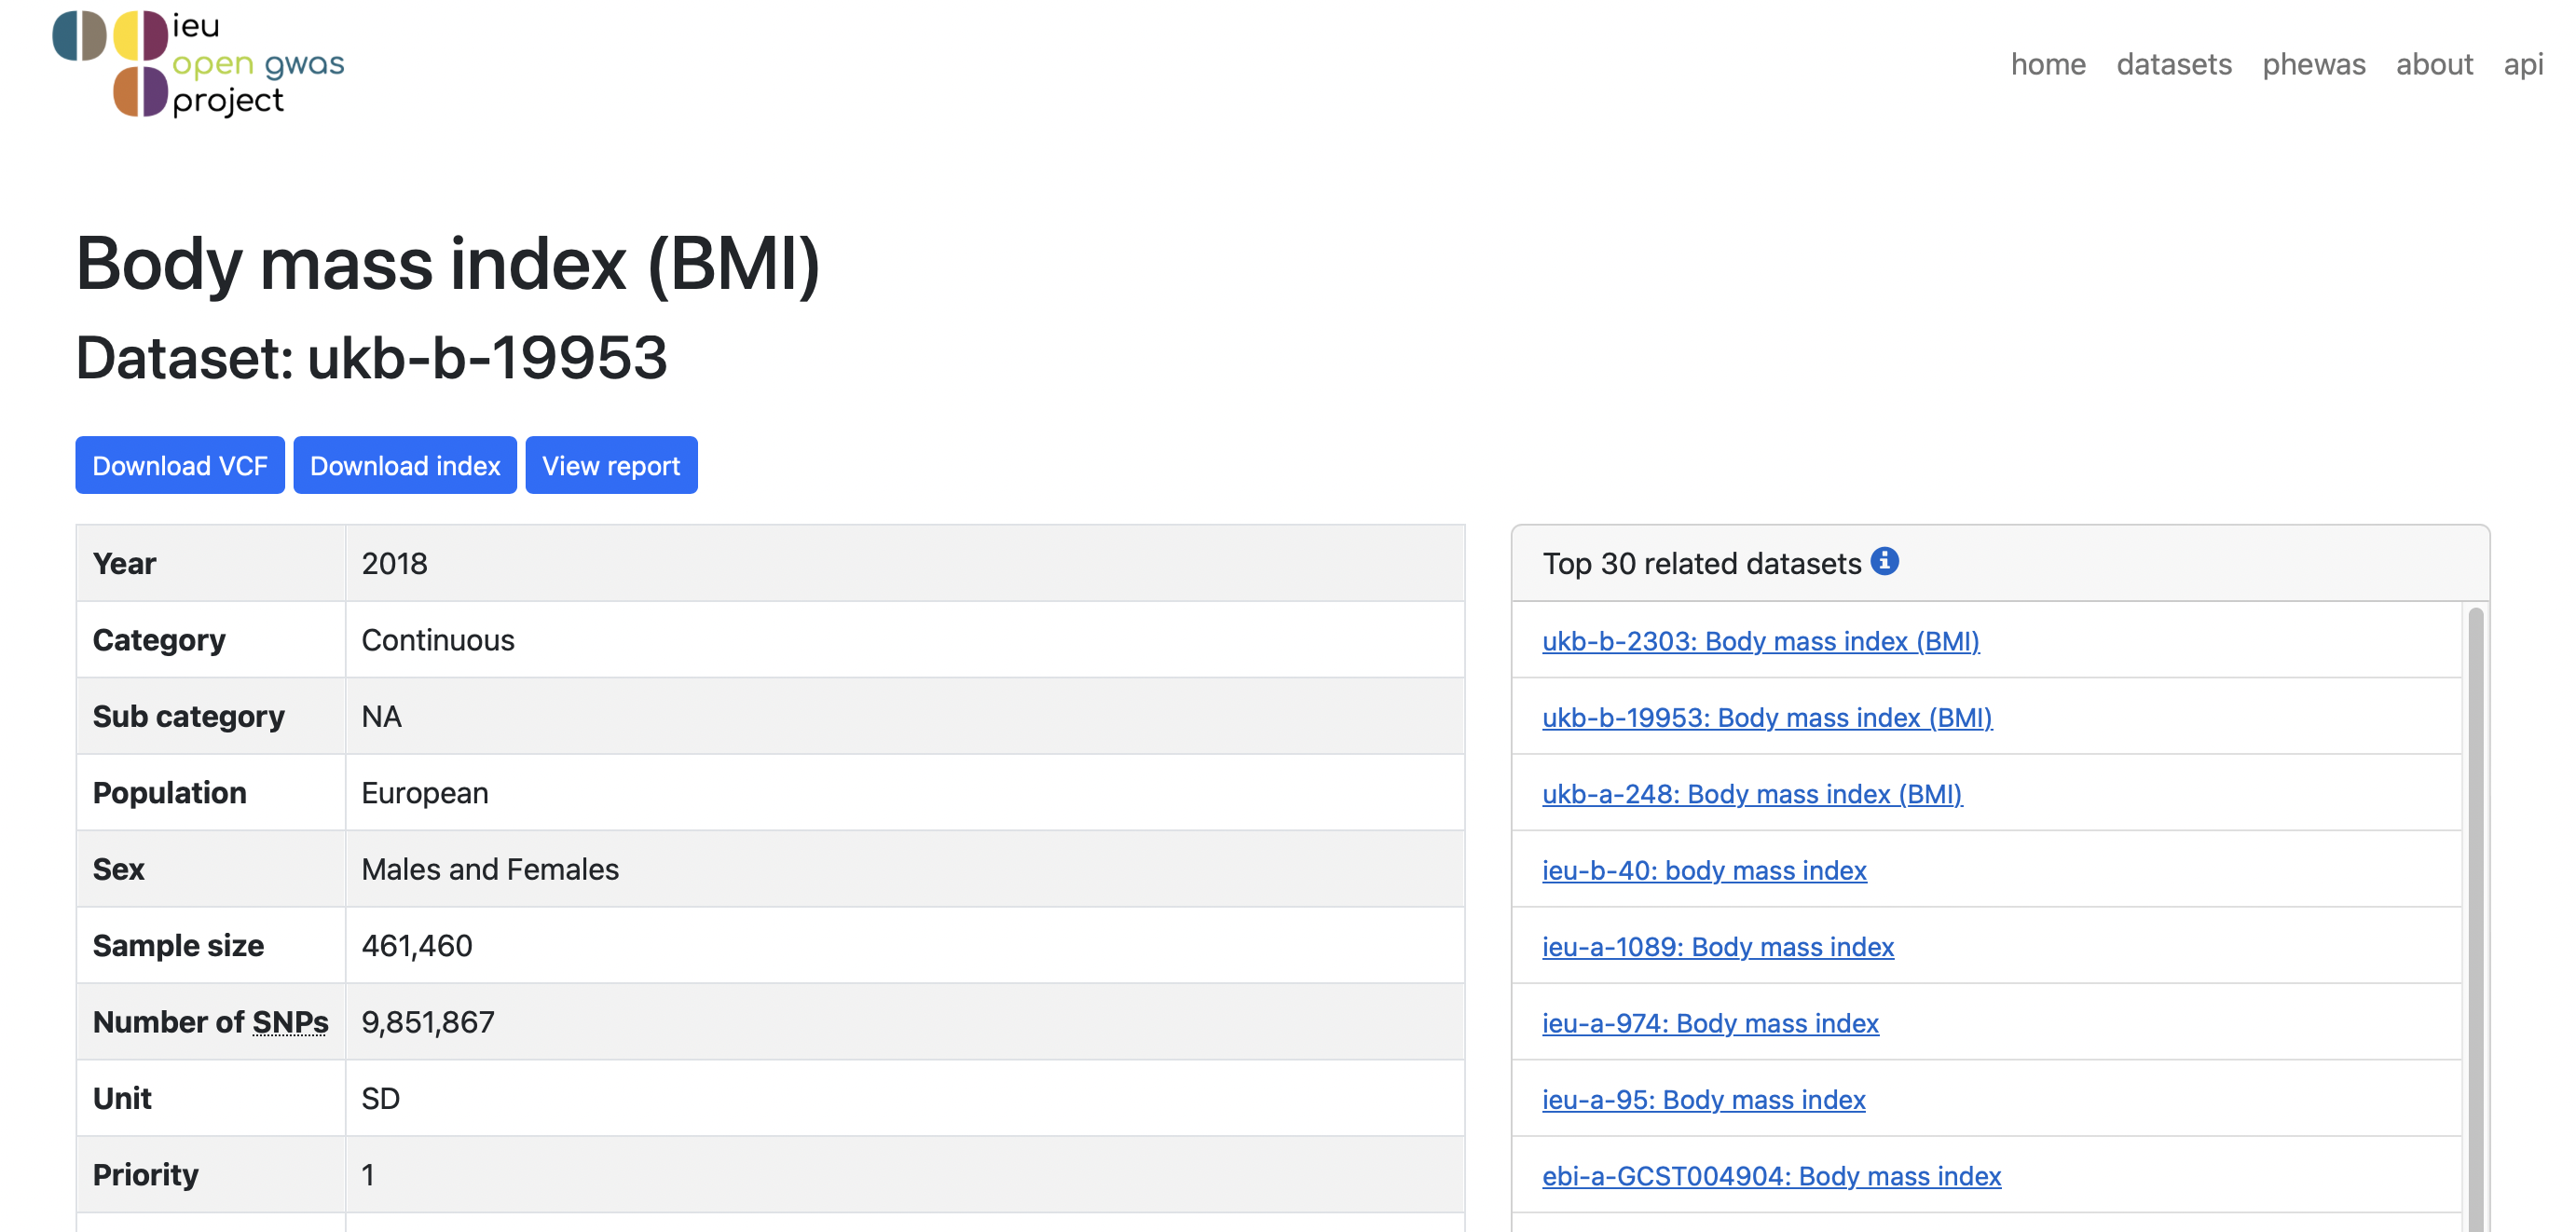 ieu
open gwas
project
home datasets phewas about api
Body mass index (BMI)
Dataset: ukb-b-19953
Download VCF Download index View report
Year 2018
Category Continuous
Sub category NA
Population European
Sex Males and Females
Sample size 461,460
Number of SNPs 9,851,867
Unit SD
Priority 1
Top 30 related datasets
ukb-b-2303: Body mass index (BMI)
ukb-b-19953: Body mass index (BMI)
ukb-a-248: Body mass index (BMI)
ieu-b-40: body mass index
ieu-a-1089: Body mass index
ieu-a-974: Body mass index
ieu-a-95: Body mass index
ebi-a-GCST004904: Body mass index